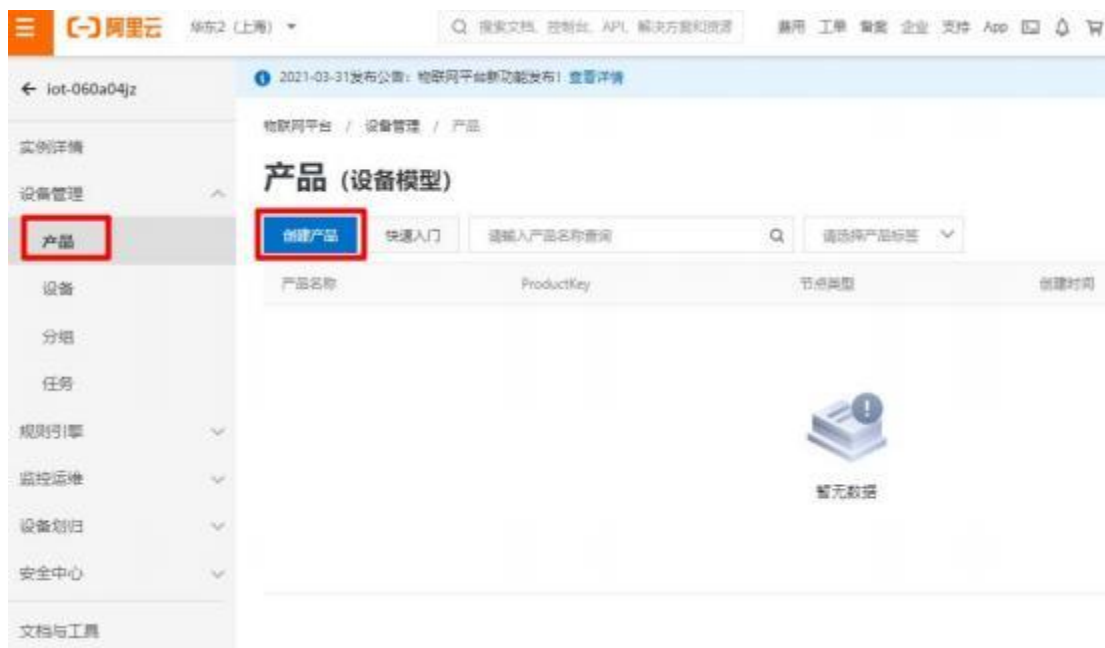 阿里云 华东2（上海） 搜索文档、控制台、API、解决方案和资源 费用 工单 备案 企业 支持 App
← iot-060a04jz
2021-03-31发布公告：物联网平台新功能发布！查看详情
物联网平台 / 设备管理 / 产品
产品（设备模型）
创建产品 快速入门 请输入产品名称查询 请选择产品标签
产品名称 ProductKey 节点类型 创建时间
暂无数据
实例详情
设备管理
产品
设备
分组
任务
规则引擎
监控运维
设备划归
安全中心
文档与工具